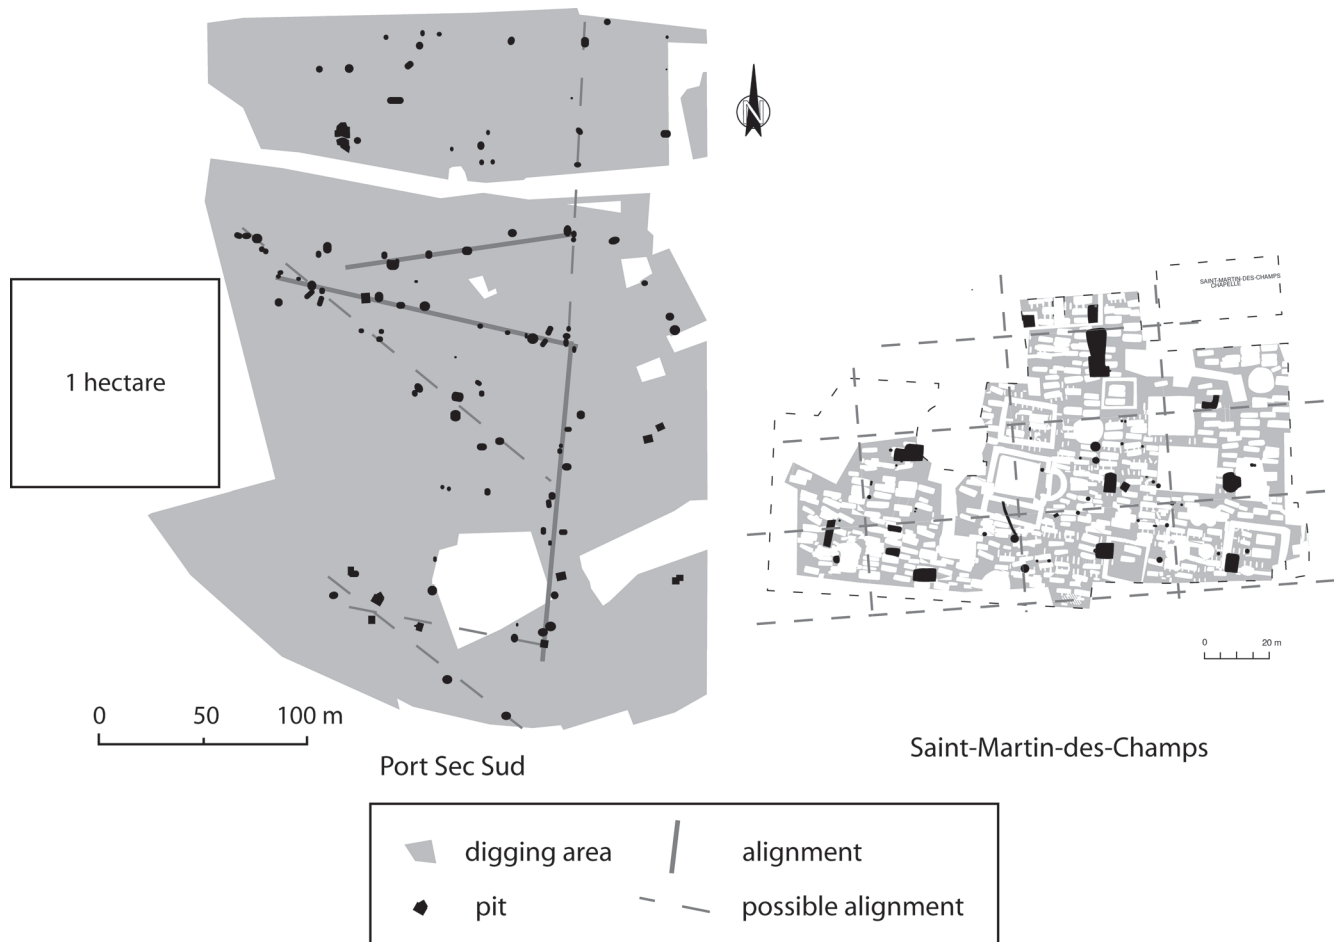 N
SAINT-MARTIN-DES-CHAMPS
CHAPELLE
1 hectare
0 20 m
0 50 100 m
Port Sec Sud
Saint-Martin-des-Champs
digging area
alignment
pit
possible alignment